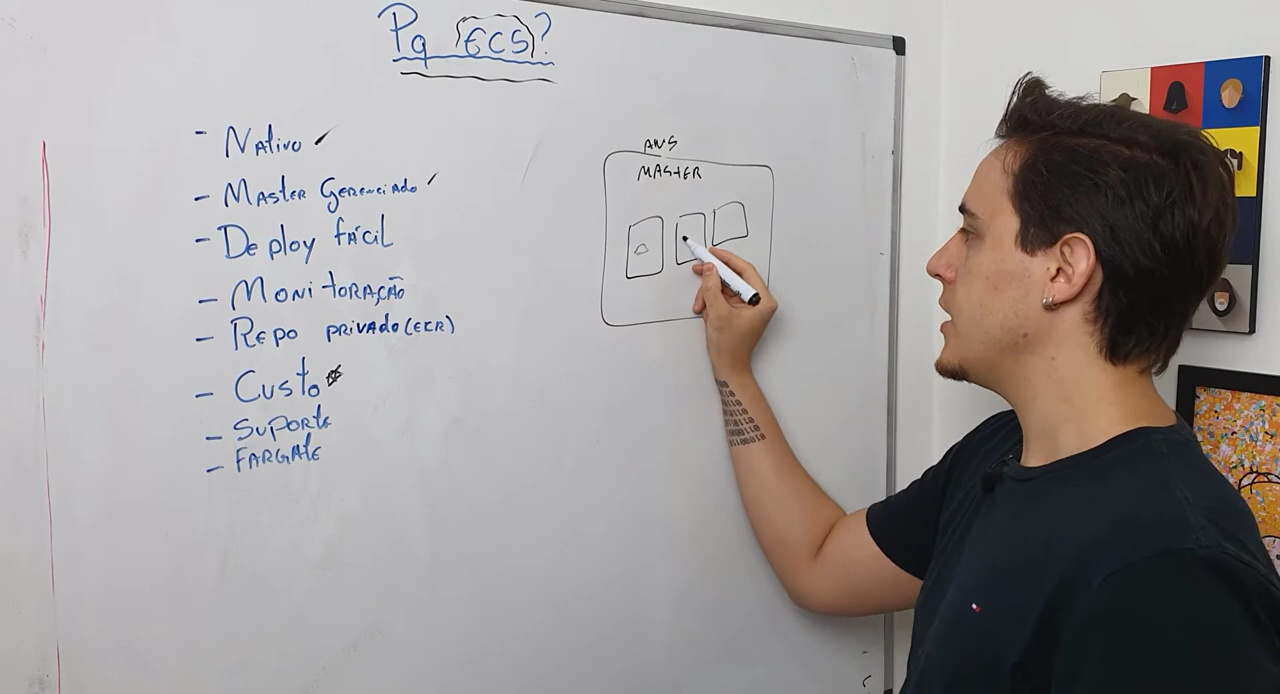 Pq ECS?
- Nativo
- Master Gerenciado
- Deploy fácil
- Monitoração
- Repo privado (ECR)
- Custo
- Suporte
- FARGATE
AWS
MASTER